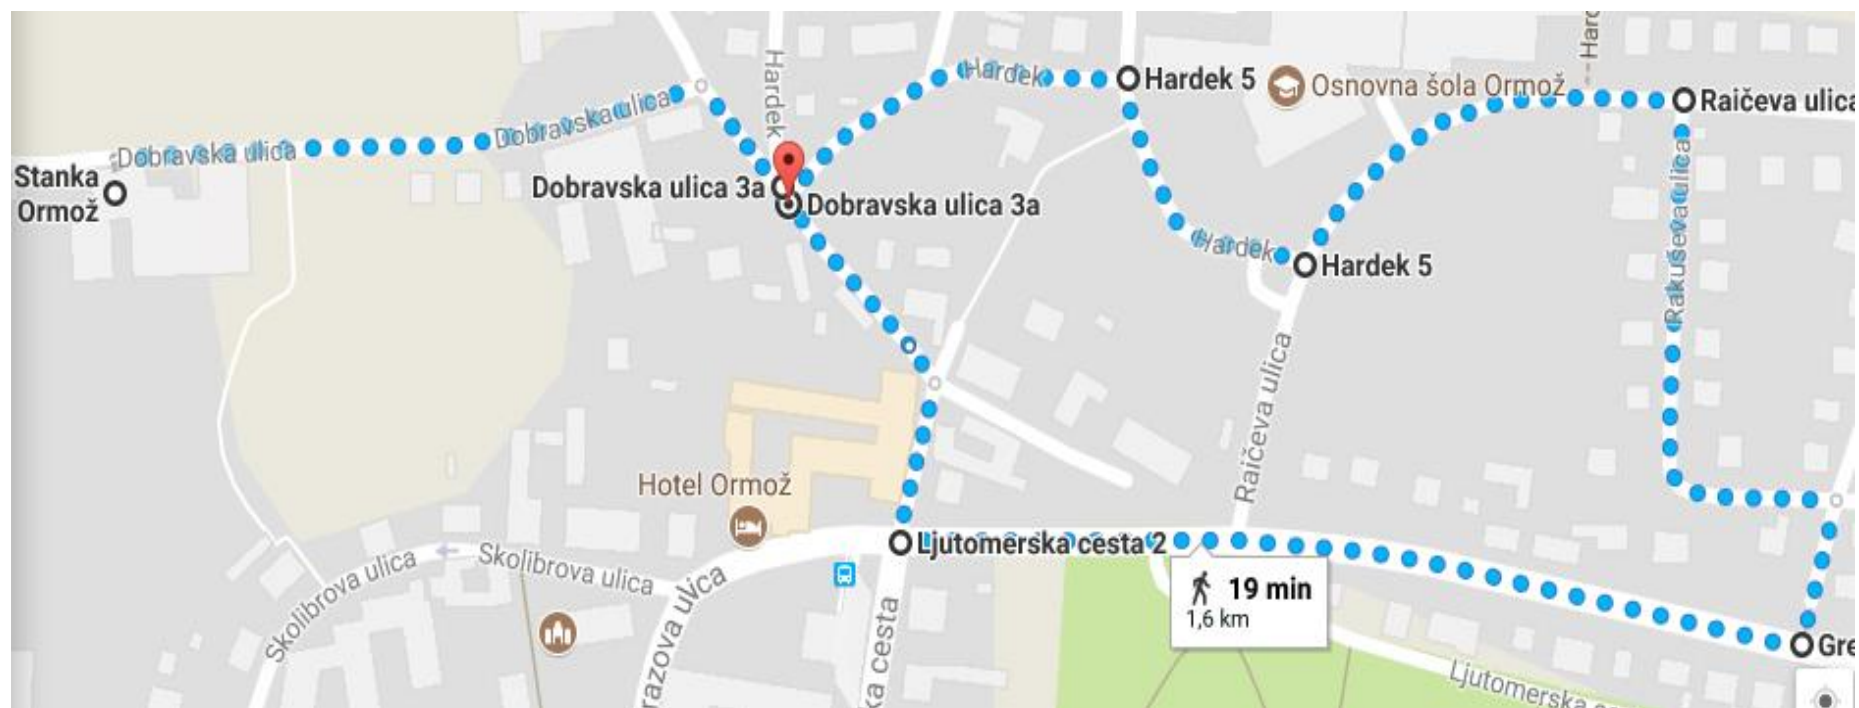 Hardek
Hardek
Hardek 5
Osnovna šola Ormož
Raičeva ulica
Dobravska ulica
Dobravska ulica
Stanka
Ormož
Dobravska ulica 3a
Dobravska ulica 3a
Hardek
Hardek 5
Rakuševa ulica
Raičeva ulica
Hotel Ormož
Ljutomerska cesta 2
Skolibrova ulica
Skolibrova ulica
19 min
1,6 km
ka cesta
Ljutomerska